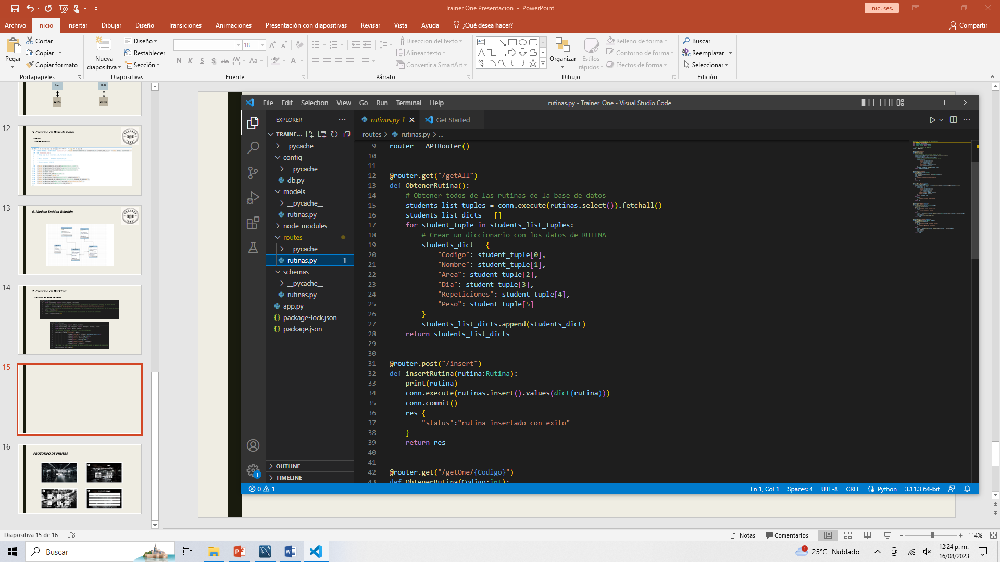 Trainer One Presentación - PowerPoint
Inic. ses.
Archivo
Inicio
Insertar
Dibujar
Diseño
Transiciones
Animaciones
Presentación con diapositivas
Revisar
Vista
Ayuda
¿Qué desea hacer?
Compartir
Pegar
Cortar
Copiar
Copiar formato
Portapapeles
Nueva diapositiva
Diseño
Restablecer
Sección
Diapositivas
18
N K S S abc AV Aa A
Fuente
Dirección del texto
Alinear texto
Convertir a SmartArt
Párrafo
Organizar
Estilos rápidos
Relleno de forma
Contorno de forma
Efectos de forma
Dibujo
Buscar
Reemplazar
Seleccionar
Edición
12
5. Creación de Base de Datos.
13
6. Modelo Entidad-Relación.
14
7. Creación de BackEnd
15
16
PROTOTIPO DE PRUEBA
File Edit Selection View Go Run Terminal Help
rutinas.py - Trainer_One - Visual Studio Code
EXPLORER
TRAINE...
__pycache__
config
__pycache__
db.py
models
__pycache__
rutinas.py
node_modules
routes
__pycache__
rutinas.py 1
schemas
__pycache__
rutinas.py
app.py
package-lock.json
package.json
OUTLINE
TIMELINE
1
rutinas.py 1
Get Started
routes > rutinas.py > ...
9 router = APIRouter()
10
11
12 @router.get("/getAll")
13 def ObtenerRutina():
14 # Obtener todos de las rutinas de la base de datos
15 students_list_tuples = conn.execute(rutinas.select()).fetchall()
16 students_list_dicts = []
17 for student_tuple in students_list_tuples:
18 # Crear un diccionario con los datos de RUTINA
19 students_dict = {
20 "Codigo": student_tuple[0],
21 "Nombre": student_tuple[1],
22 "Area": student_tuple[2],
23 "Dia": student_tuple[3],
24 "Repeticiones": student_tuple[4],
25 "Peso": student_tuple[5]
26 }
27 students_list_dicts.append(students_dict)
28 return students_list_dicts
29
30
31 @router.post("/insert")
32 def insertRutina(rutina:Rutina):
33 print(rutina)
34 conn.execute(rutinas.insert().values(dict(rutina)))
35 conn.commit()
36 res={
37 "status":"rutina insertado con exito"
38 }
39 return res
40
41
42 @router.get("/getOne/{Codigo}")
43 def ObtenerRutina(Codigo:int):
0 1
Ln 1, Col 1
Spaces: 4
UTF-8
CRLF
Python
3.11.3 64-bit
Diapositiva 15 de 16
Notas
Comentarios
114%
Buscar
1
25°C Nublado
12:24 p. m.
16/08/2023